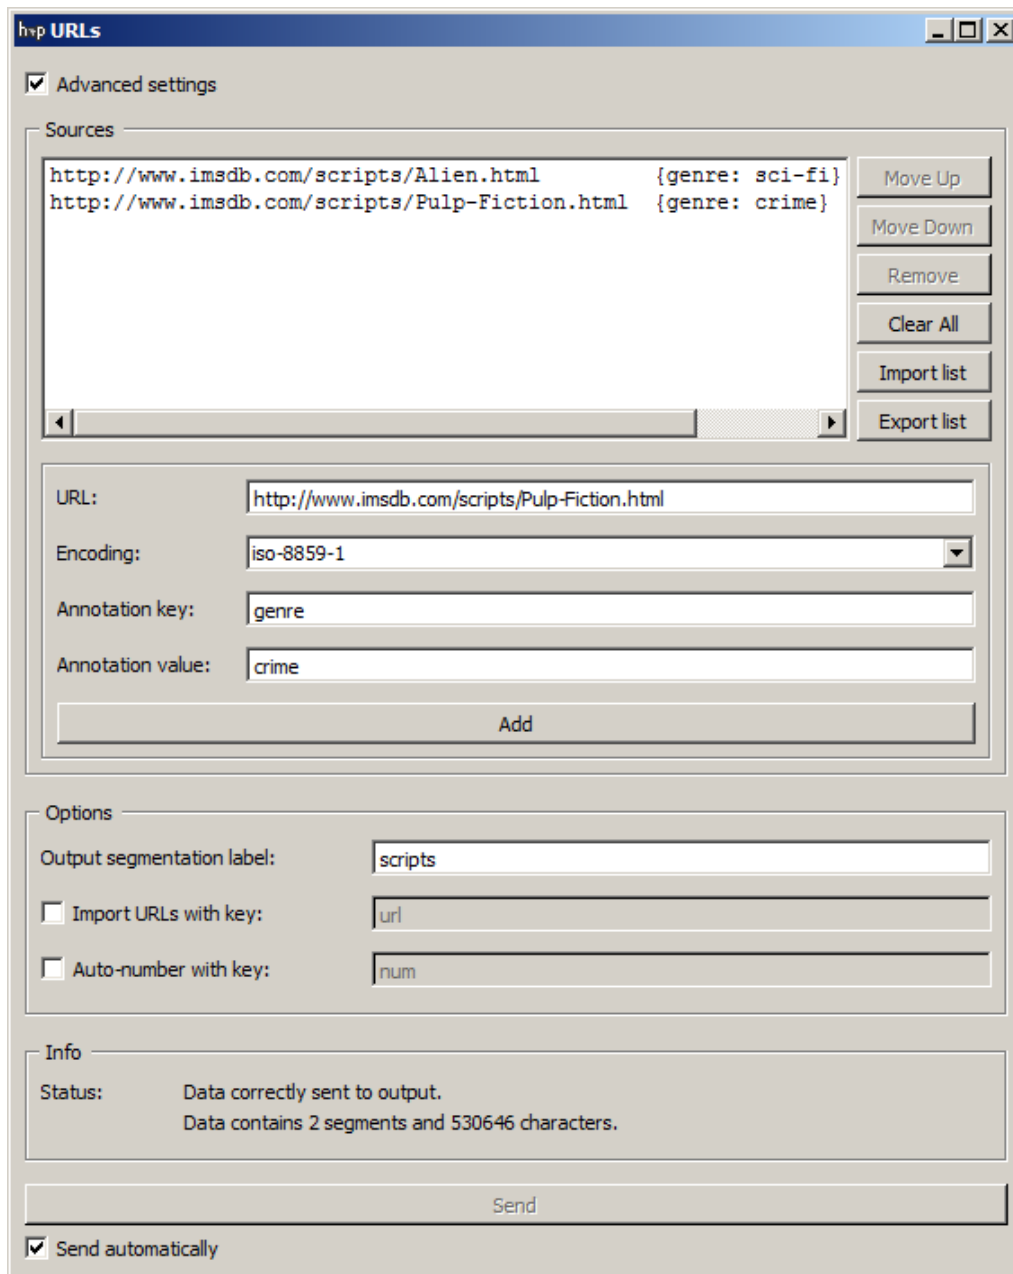 hvp URLs
Advanced settings
Sources
http://www.imsdb.com/scripts/Alien.html {genre: sci-fi}
http://www.imsdb.com/scripts/Pulp-Fiction.html {genre: crime}
Move Up
Move Down
Remove
Clear All
Import list
Export list
URL: http://www.imsdb.com/scripts/Pulp-Fiction.html
Encoding: iso-8859-1
Annotation key: genre
Annotation value: crime
Add
Options
Output segmentation label: scripts
Import URLs with key: url
Auto-number with key: num
Info
Status: Data correctly sent to output.
Data contains 2 segments and 530646 characters.
Send
Send automatically